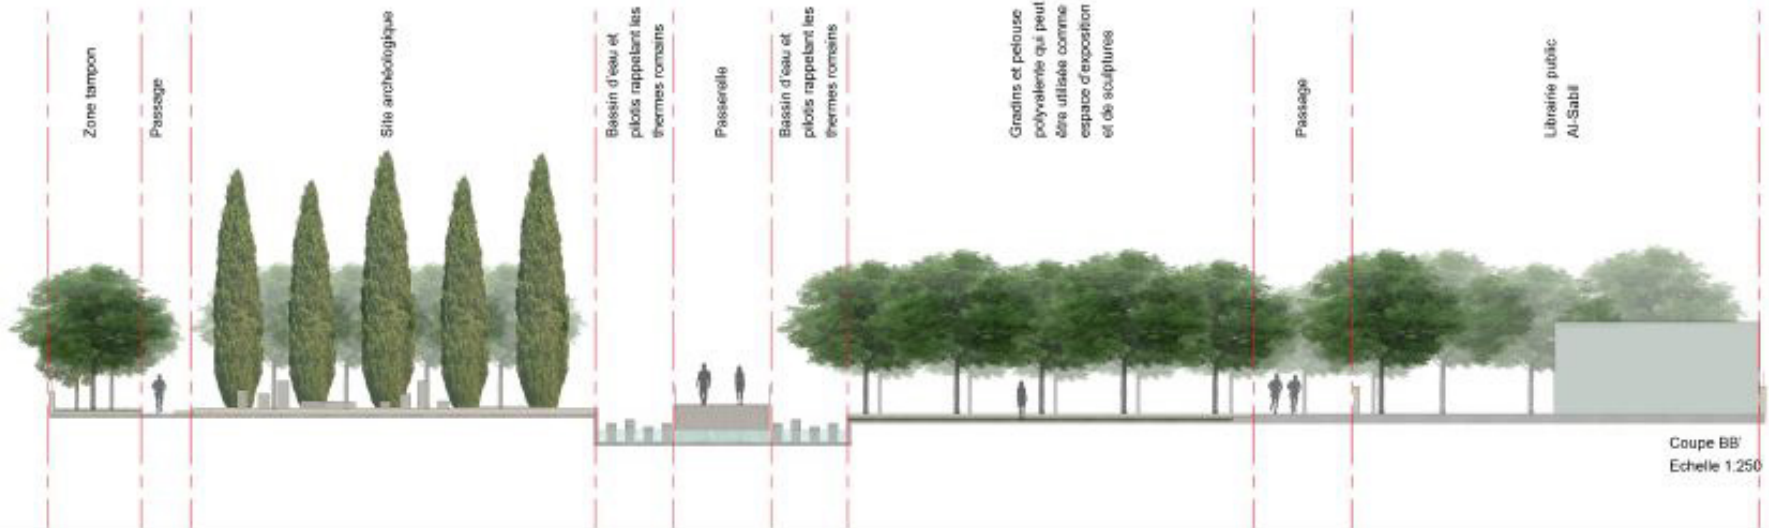 Zone tampon
Passage
Site archéologique
Bassin d'eau et
pilotis rappelant les
thermes romains
Passerelle
Bassin d'eau et
pilotis rappelant les
thermes romains
Gradins et pelouse
polyvalente qui peut
être utilisée comme
espace d'exposition
et de sculptures
Passage
Librairie public
Al-Sabil
Coupe BB'
Echelle 1:250